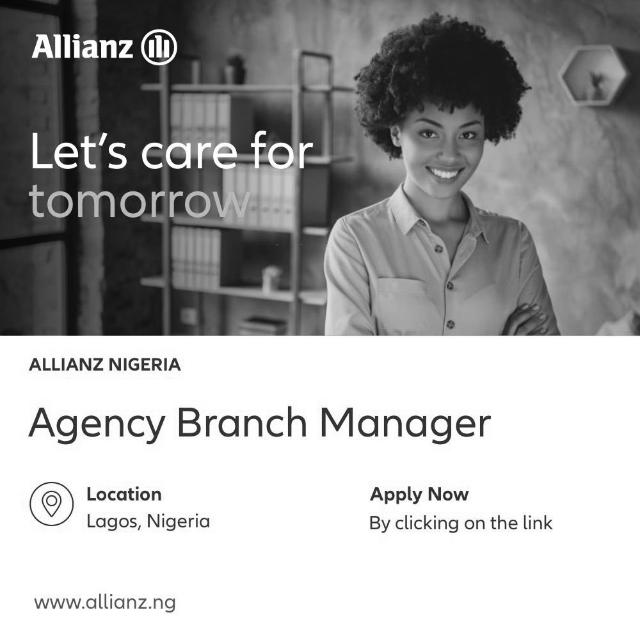 Allianz
Let's care for
tomorrow
ALLIANZ NIGERIA
Agency Branch Manager
Location
Lagos, Nigeria
Apply Now
By clicking on the link
www.allianz.ng